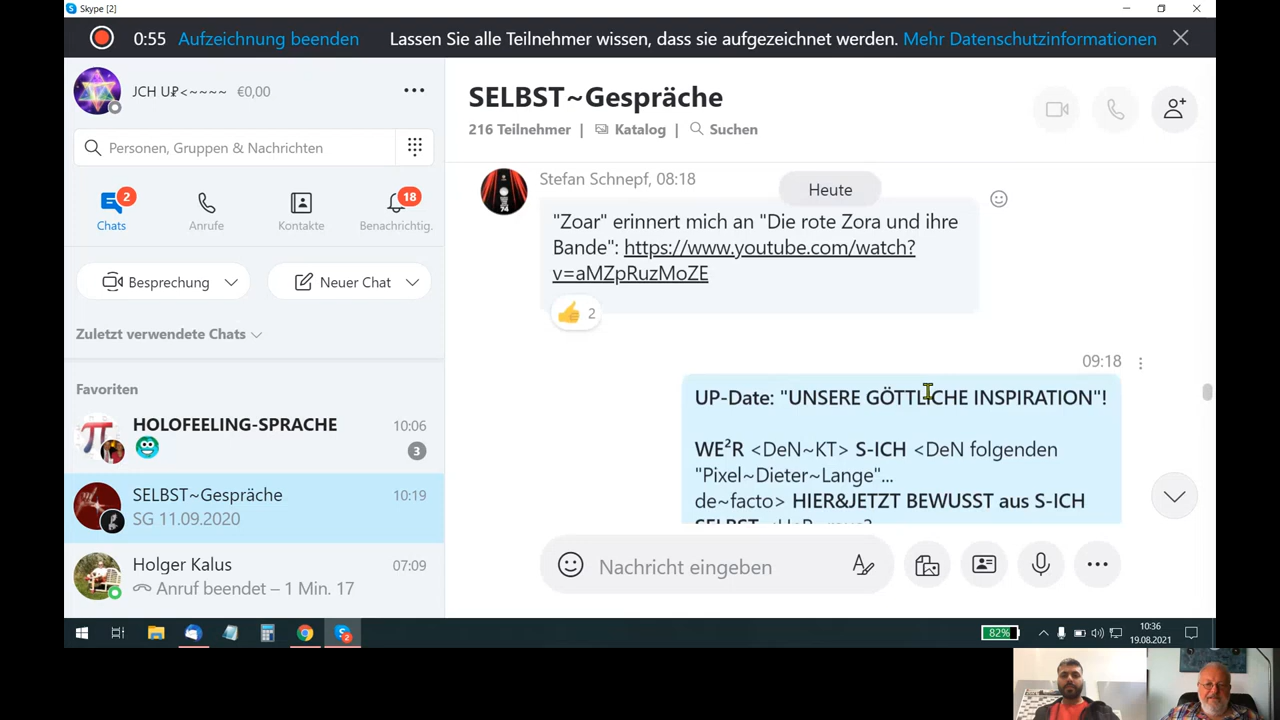 Skype [2]
0:55 Aufzeichnung beenden Lassen Sie alle Teilnehmer wissen, dass sie aufgezeichnet werden. Mehr Datenschutzinformationen
JCH U₽<~~~~ €0,00
Personen, Gruppen & Nachrichten
2
18
Chats Anrufe Kontakte Benachrichtig.
Besprechung Neuer Chat
Zuletzt verwendete Chats
Favoriten
HOLOFEELING-SPRACHE 10:06
3
SELBST~Gespräche 10:19
SG 11.09.2020
Holger Kalus 07:09
Anruf beendet – 1 Min. 17
SELBST~Gespräche
216 Teilnehmer | Katalog | Suchen
Stefan Schnepf, 08:18
Heute
"Zoar" erinnert mich an "Die rote Zora und ihre
Bande": https://www.youtube.com/watch?
v=aMZpRuzMoZE
2
09:18
UP-Date: "UNSERE GÖTTLICHE INSPIRATION"!
WE²R <DeN~KT> S-ICH <DeN folgenden
"Pixel~Dieter~Lange"...
de~facto> HIER&JETZT BEWUSST aus S-ICH
Nachricht eingeben
82%
10:36
19.08.2021